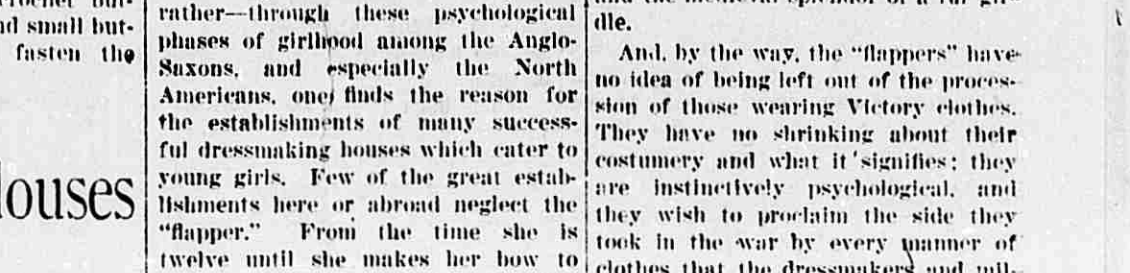 nd small but-
fasten the
ouses
rather—through these psychological
phases of girlhood among the Anglo-
Saxons, and especially the North
Americans, one finds the reason for
the establishments of many success-
ful dressmaking houses which cater to
young girls. Few of the great estab-
lishments here or abroad neglect the
"flapper." From the time she is
twelve until she makes her bow to
dle.
And, by the way, the "flappers" have
no idea of being left out of the proces-
sion of those wearing Victory clothes.
They have no shrinking about their
costumery and what it signifies; they
are instinctively psychological, and
they wish to proclaim the side they
took in the war by every manner of
clothes that the dressmakers and mil-